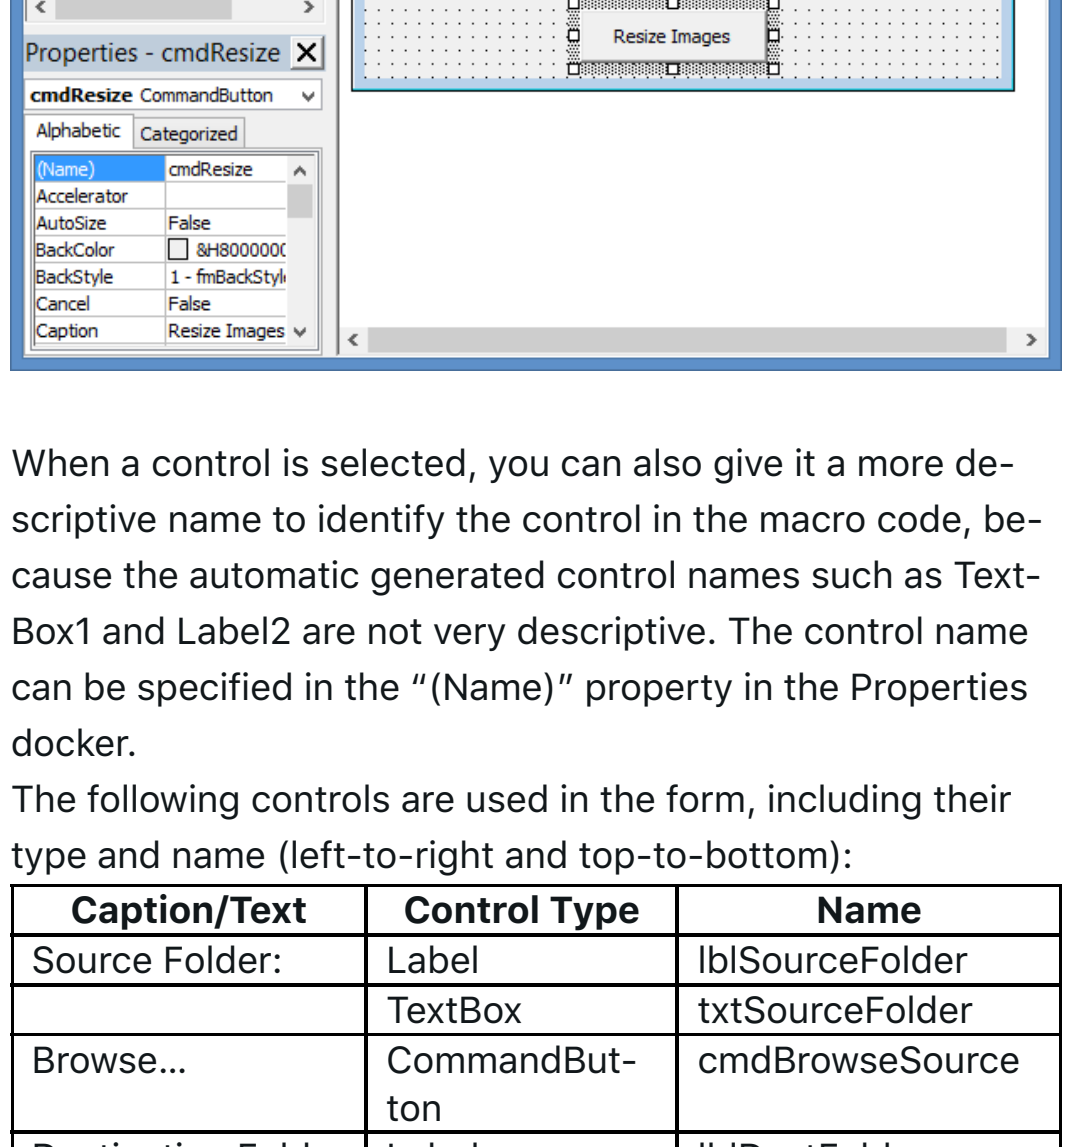 Resize Images
Properties - cmdResize
cmdResize CommandButton
Alphabetic Categorized
(Name) cmdResize
Accelerator
AutoSize False
BackColor &H8000000
BackStyle 1 - fmBackStyl
Cancel False
Caption Resize Images
When a control is selected, you can also give it a more de-
scriptive name to identify the control in the macro code, be-
cause the automatic generated control names such as Text-
Box1 and Label2 are not very descriptive. The control name
can be specified in the “(Name)” property in the Properties
docker.
The following controls are used in the form, including their
type and name (left-to-right and top-to-bottom):
Caption/Text Control Type Name
Source Folder: Label lblSourceFolder
TextBox txtSourceFolder
Browse... CommandBut- cmdBrowseSource
ton